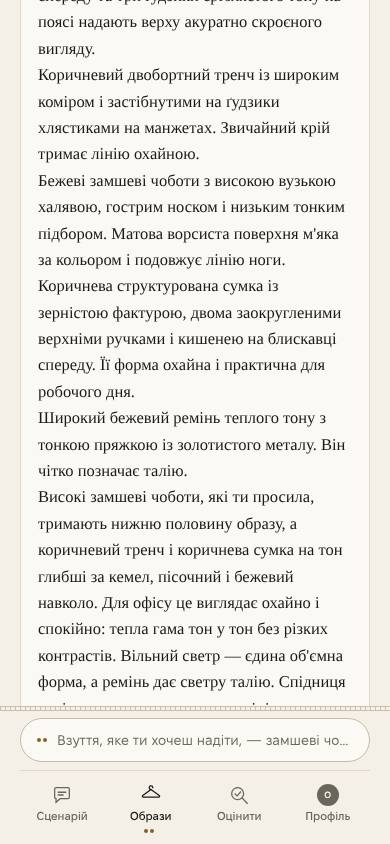 поясі надають верху акуратно скроєного
вигляду.
Коричневий двобортний тренч із широким
коміром і застібнутими на ґудзики
хлястиками на манжетах. Звичайний крій
тримає лінію охайною.
Бежеві замшеві чоботи з високою вузькою
халявою, гострим носком і низьким тонким
підбором. Матова ворсиста поверхня м'яка
за кольором і подовжує лінію ноги.
Коричнева структурована сумка із
зернистою фактурою, двома заокругленими
верхніми ручками і кишенею на блискавці
спереду. Її форма охайна і практична для
робочого дня.
Широкий бежевий ремінь теплого тону з
тонкою пряжкою із золотистого металу. Він
чітко позначає талію.
Високі замшеві чоботи, які ти просила,
тримають нижню половину образу, а
коричневий тренч і коричнева сумка на тон
глибші за кемел, пісочний і бежевий
навколо. Для офісу це виглядає охайно і
спокійно: тепла гама тон у тон без різких
контрастів. Вільний светр — єдина об'ємна
форма, а ремінь дає светру талію. Спідниця
Взуття, яке ти хочеш надіти, — замшеві чо…
Сценарій
Образи
Оцінити
О
Профіль